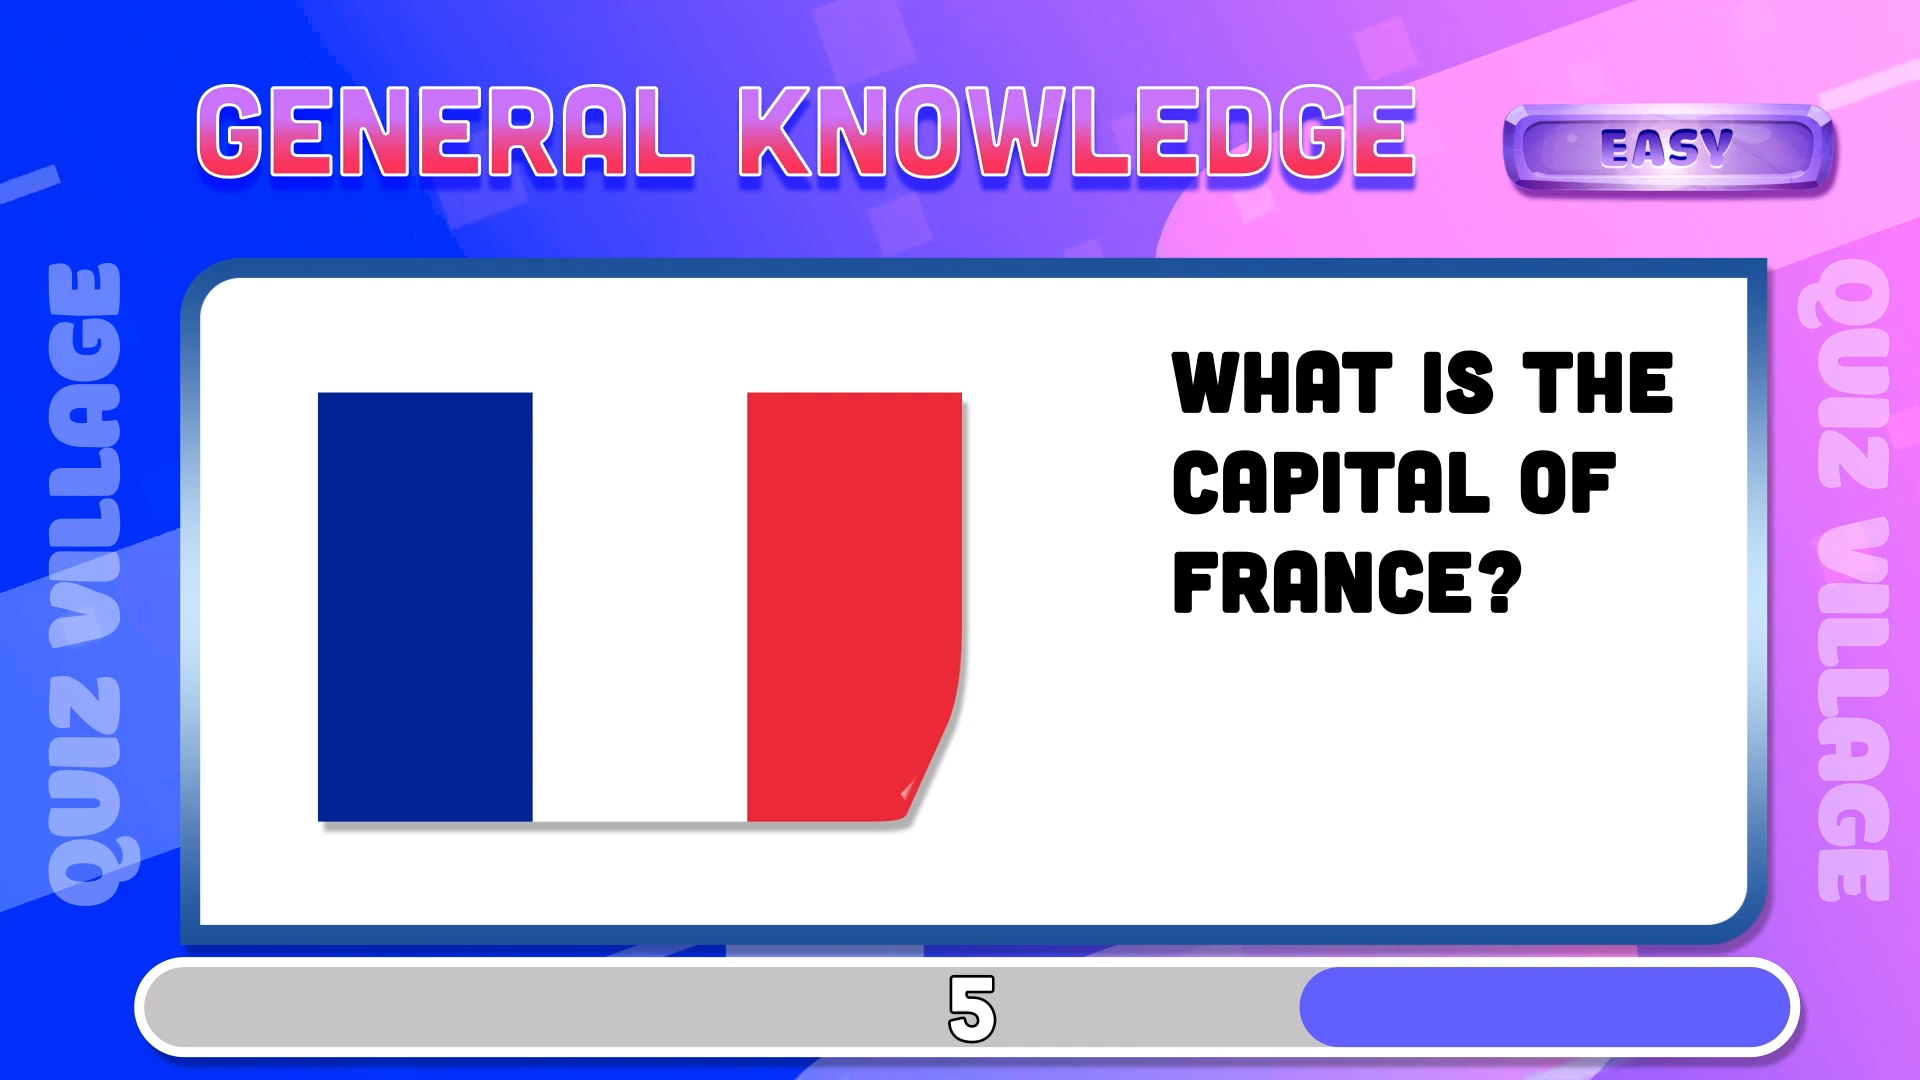 GENERAL KNOWLEDGE
EASY
QUIZ VILLAGE
WHAT IS THE
CAPITAL OF
FRANCE?
QUIZ VILLAGE
5